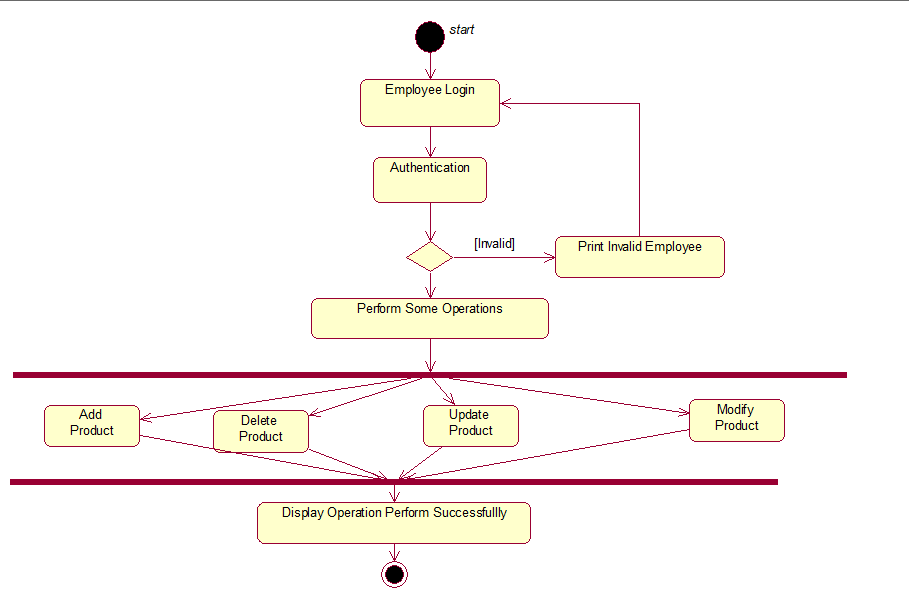 start
Employee Login
Authentication
[Invalid]
Print Invalid Employee
Perform Some Operations
Add
Product
Delete
Product
Update
Product
Modify
Product
Display Operation Perform Successfullly